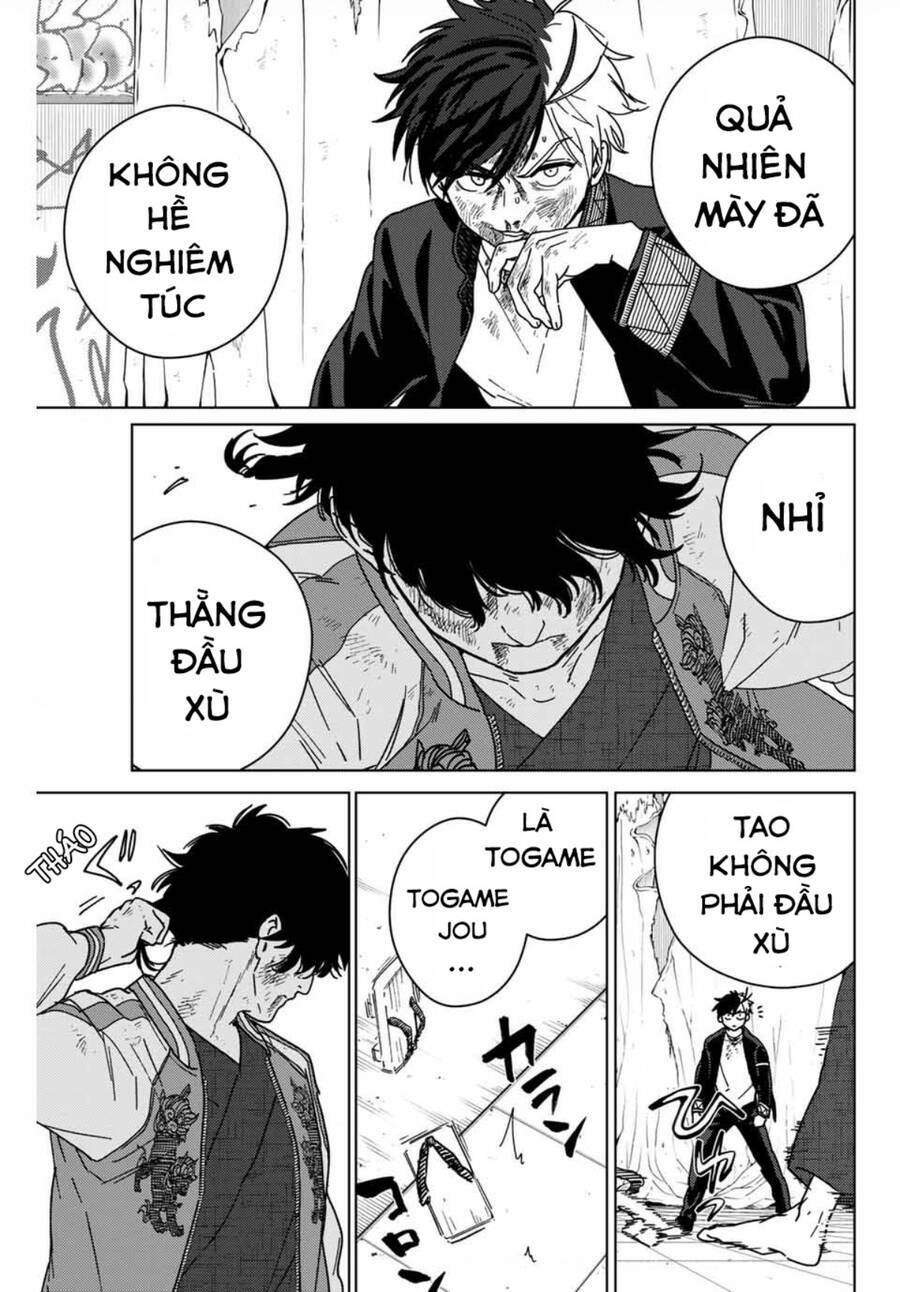 QUẢ
NHIÊN
MÀY ĐÃ
KHÔNG
HỀ
NGHIÊM
TÚC
NHỈ
THẰNG
ĐẦU
XÙ
TAO
KHÔNG
PHẢI ĐẦU
XÙ
LÀ
TOGAME
TOGAME
JOU
...
THÁO